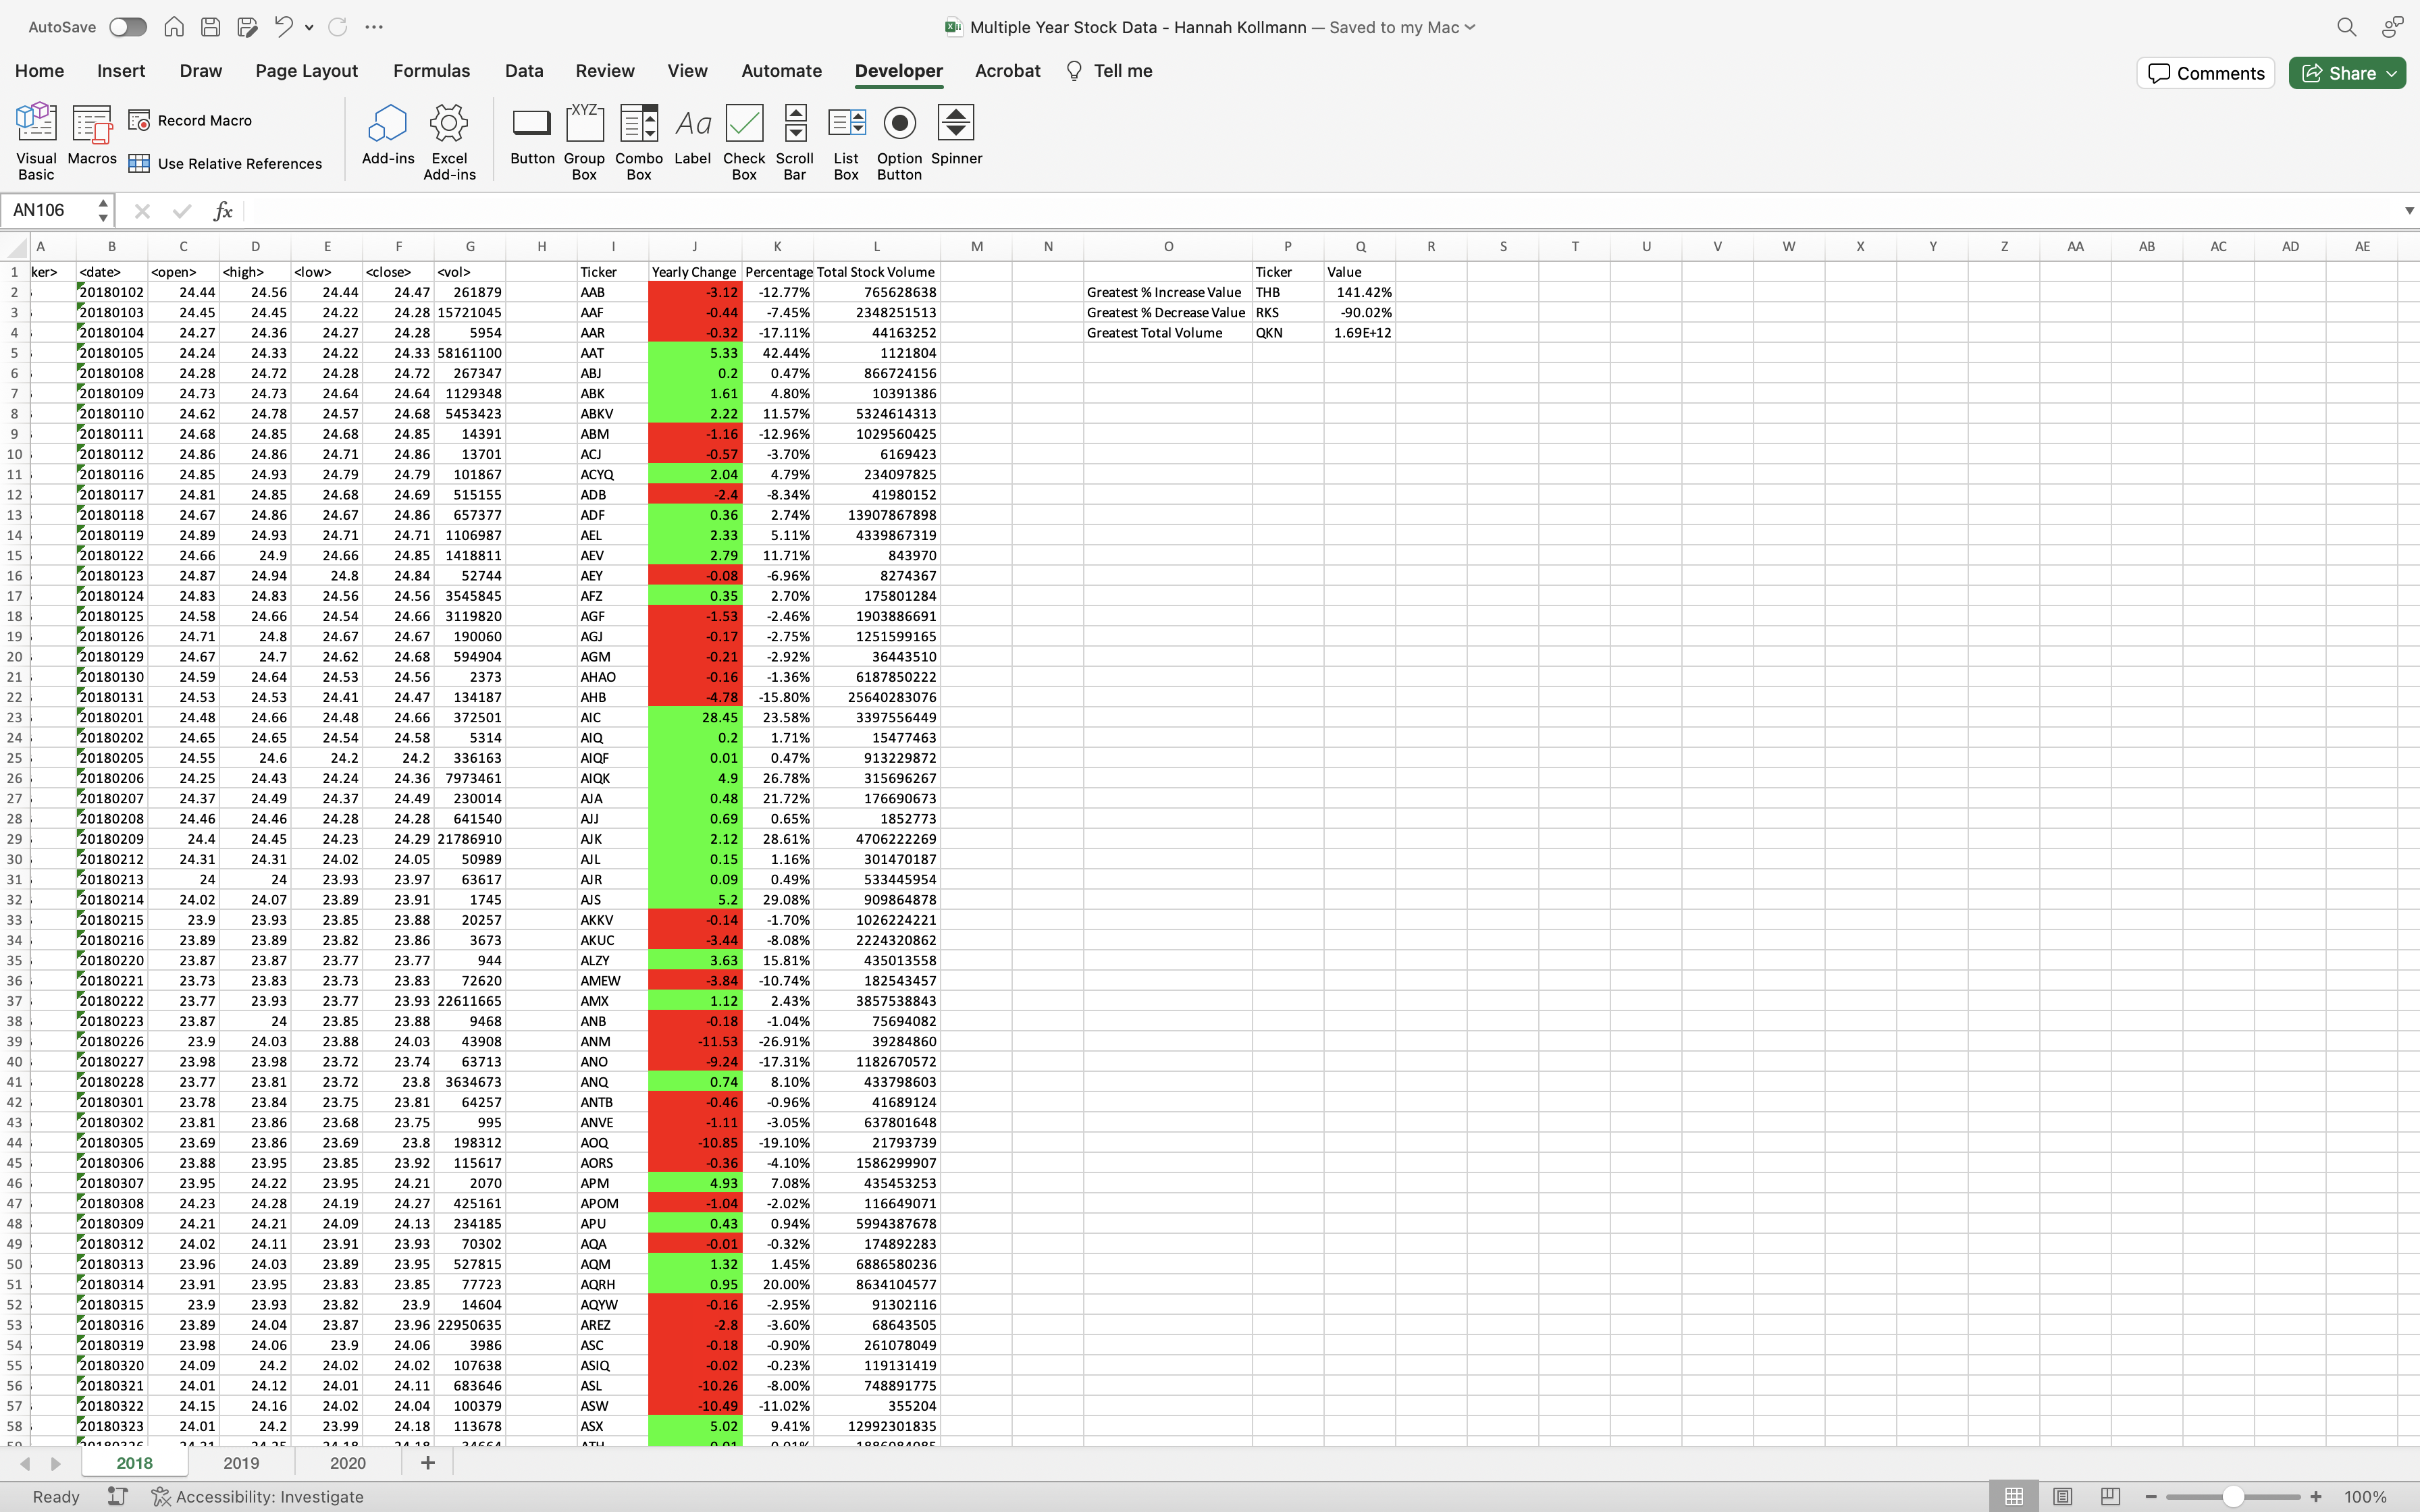 AutoSave
Multiple Year Stock Data - Hannah Kollmann — Saved to my Mac
Home Insert Draw Page Layout Formulas Data Review View Automate Developer Acrobat Tell me Comments Share
Visual Basic Macros Record Macro Use Relative References Add-ins Excel Add-ins Button Group Box Combo Box Label Check Box Scroll Bar List Box Option Button Spinner
XYZ Aa
AN106 fx
A B C D E F G H I J K L M N O P Q R S T U V W X Y Z AA AB AC AD AE
1 ker> <date> <open> <high> <low> <close> <vol> Ticker Yearly Change Percentage Total Stock Volume Ticker Value
2 20180102 24.44 24.56 24.44 24.47 261879 AAB -3.12 -12.77% 765628638 Greatest % Increase Value THB 141.42%
3 20180103 24.45 24.45 24.22 24.28 15721045 AAF -0.44 -7.45% 2348251513 Greatest % Decrease Value RKS -90.02%
4 20180104 24.27 24.36 24.27 24.28 5954 AAR -0.32 -17.11% 44163252 Greatest Total Volume QKN 1.69E+12
5 20180105 24.24 24.33 24.22 24.33 58161100 AAT 5.33 42.44% 1121804
6 20180108 24.28 24.72 24.28 24.72 267347 ABJ 0.2 0.47% 866724156
7 20180109 24.73 24.73 24.64 24.64 1129348 ABK 1.61 4.80% 10391386
8 20180110 24.62 24.78 24.57 24.68 5453423 ABKV 2.22 11.57% 5324614313
9 20180111 24.68 24.85 24.68 24.85 14391 ABM -1.16 -12.96% 1029560425
10 20180112 24.86 24.86 24.71 24.86 13701 ACJ -0.57 -3.70% 6169423
11 20180116 24.85 24.93 24.79 24.79 101867 ACYQ 2.04 4.79% 234097825
12 20180117 24.81 24.85 24.68 24.69 515155 ADB -2.4 -8.34% 41980152
13 20180118 24.67 24.86 24.67 24.86 657377 ADF 0.36 2.74% 13907867898
14 20180119 24.89 24.93 24.71 24.71 1106987 AEL 2.33 5.11% 4339867319
15 20180122 24.66 24.9 24.66 24.85 1418811 AEV 2.79 11.71% 843970
16 20180123 24.87 24.94 24.8 24.84 52744 AEY -0.08 -6.96% 8274367
17 20180124 24.83 24.83 24.56 24.56 3545845 AFZ 0.35 2.70% 175801284
18 20180125 24.58 24.66 24.54 24.66 3119820 AGF -1.53 -2.46% 1903886691
19 20180126 24.71 24.8 24.67 24.67 190060 AGJ -0.17 -2.75% 1251599165
20 20180129 24.67 24.7 24.62 24.68 594904 AGM -0.21 -2.92% 36443510
21 20180130 24.59 24.64 24.53 24.56 2373 AHAO -0.16 -1.36% 6187850222
22 20180131 24.53 24.53 24.41 24.47 134187 AHB -4.78 -15.80% 25640283076
23 20180201 24.48 24.66 24.48 24.66 372501 AIC 28.45 23.58% 3397556449
24 20180202 24.65 24.65 24.54 24.58 5314 AIQ 0.2 1.71% 15477463
25 20180205 24.55 24.6 24.2 24.2 336163 AIQF 0.01 0.47% 913229872
26 20180206 24.25 24.43 24.24 24.36 7973461 AIQK 4.9 26.78% 315696267
27 20180207 24.37 24.49 24.37 24.49 230014 AJA 0.48 21.72% 176690673
28 20180208 24.46 24.46 24.28 24.28 641540 AJJ 0.69 0.65% 1852773
29 20180209 24.4 24.45 24.23 24.29 21786910 AJK 2.12 28.61% 4706222269
30 20180212 24.31 24.31 24.02 24.05 50989 AJL 0.15 1.16% 301470187
31 20180213 24 24 23.93 23.97 63617 AJR 0.09 0.49% 533445954
32 20180214 24.02 24.07 23.89 23.91 1745 AJS 5.2 29.08% 909864878
33 20180215 23.9 23.93 23.85 23.88 20257 AKKV -0.14 -1.70% 1026224221
34 20180216 23.89 23.89 23.82 23.86 3673 AKUC -3.44 -8.08% 2224320862
35 20180220 23.87 23.87 23.77 23.77 944 ALZY 3.63 15.81% 435013558
36 20180221 23.73 23.83 23.73 23.83 72620 AMEW -3.84 -10.74% 182543457
37 20180222 23.77 23.93 23.77 23.93 22611665 AMX 1.12 2.43% 3857538843
38 20180223 23.87 24 23.85 23.88 9468 ANB -0.18 -1.04% 75694082
39 20180226 23.9 24.03 23.88 24.03 43908 ANM -11.53 -26.91% 39284860
40 20180227 23.98 23.98 23.72 23.74 63713 ANO -9.24 -17.31% 1182670572
41 20180228 23.77 23.81 23.72 23.8 3634673 ANQ 0.74 8.10% 433798603
42 20180301 23.78 23.84 23.75 23.81 64257 ANTB -0.46 -0.96% 41689124
43 20180302 23.81 23.86 23.68 23.75 995 ANVE -1.11 -3.05% 637801648
44 20180305 23.69 23.86 23.69 23.8 198312 AOQ -10.85 -19.10% 21793739
45 20180306 23.88 23.95 23.85 23.92 115617 AORS -0.36 -4.10% 1586299907
46 20180307 23.95 24.22 23.95 24.21 2070 APM 4.93 7.08% 435453253
47 20180308 24.23 24.28 24.19 24.27 425161 APOM -1.04 -2.02% 116649071
48 20180309 24.21 24.21 24.09 24.13 234185 APU 0.43 0.94% 5994387678
49 20180312 24.02 24.11 23.91 23.93 70302 AQA -0.01 -0.32% 174892283
50 20180313 23.96 24.03 23.89 23.95 527815 AQM 1.32 1.45% 6886580236
51 20180314 23.91 23.95 23.83 23.85 77723 AQRH 0.95 20.00% 8634104577
52 20180315 23.9 23.93 23.82 23.9 14604 AQYW -0.16 -2.95% 91302116
53 20180316 23.89 24.04 23.87 23.96 22950635 AREZ -2.8 -3.60% 68643505
54 20180319 23.98 24.06 23.9 24.06 3986 ASC -0.18 -0.90% 261078049
55 20180320 24.09 24.2 24.02 24.02 107638 ASIQ -0.02 -0.23% 119131419
56 20180321 24.01 24.12 24.01 24.11 683646 ASL -10.26 -8.00% 748891775
57 20180322 24.15 24.16 24.02 24.04 100379 ASW -10.49 -11.02% 355204
58 20180323 24.01 24.2 23.99 24.18 113678 ASX 5.02 9.41% 12992301835
2018 2019 2020
Ready Accessibility: Investigate 100%